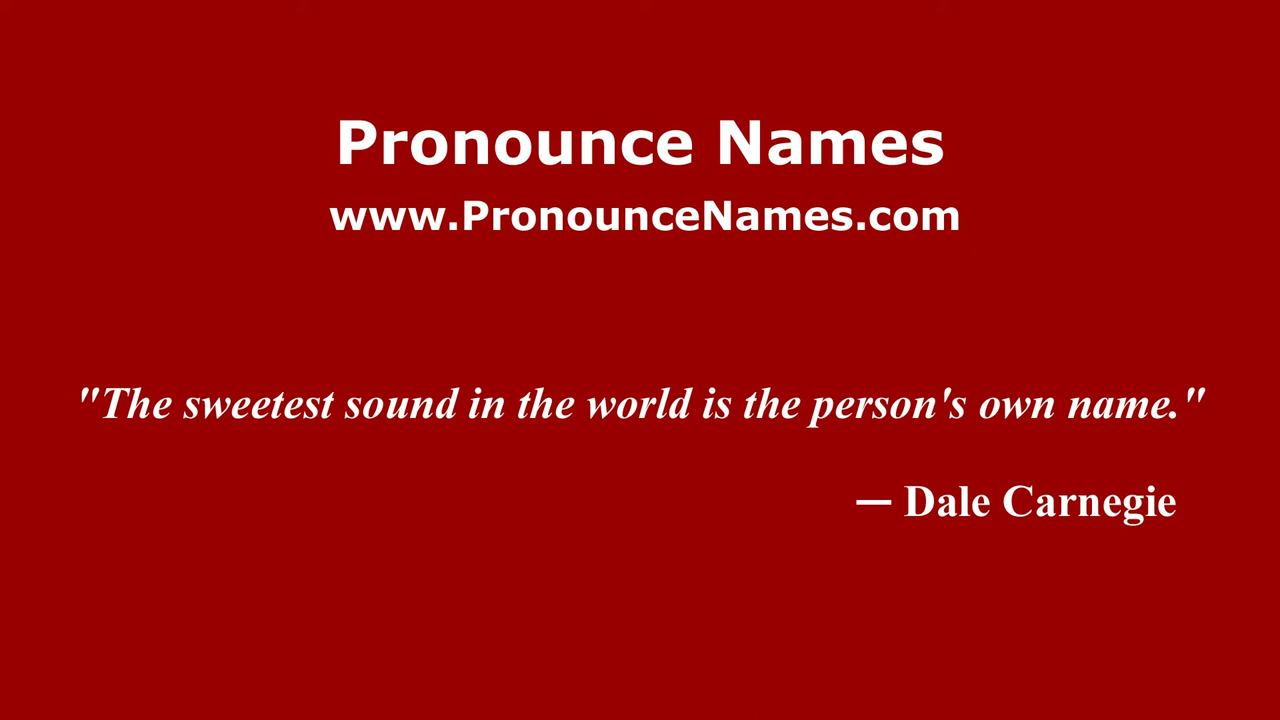 Pronounce Names
www.PronounceNames.com
"The sweetest sound in the world is the person's own name."
— Dale Carnegie